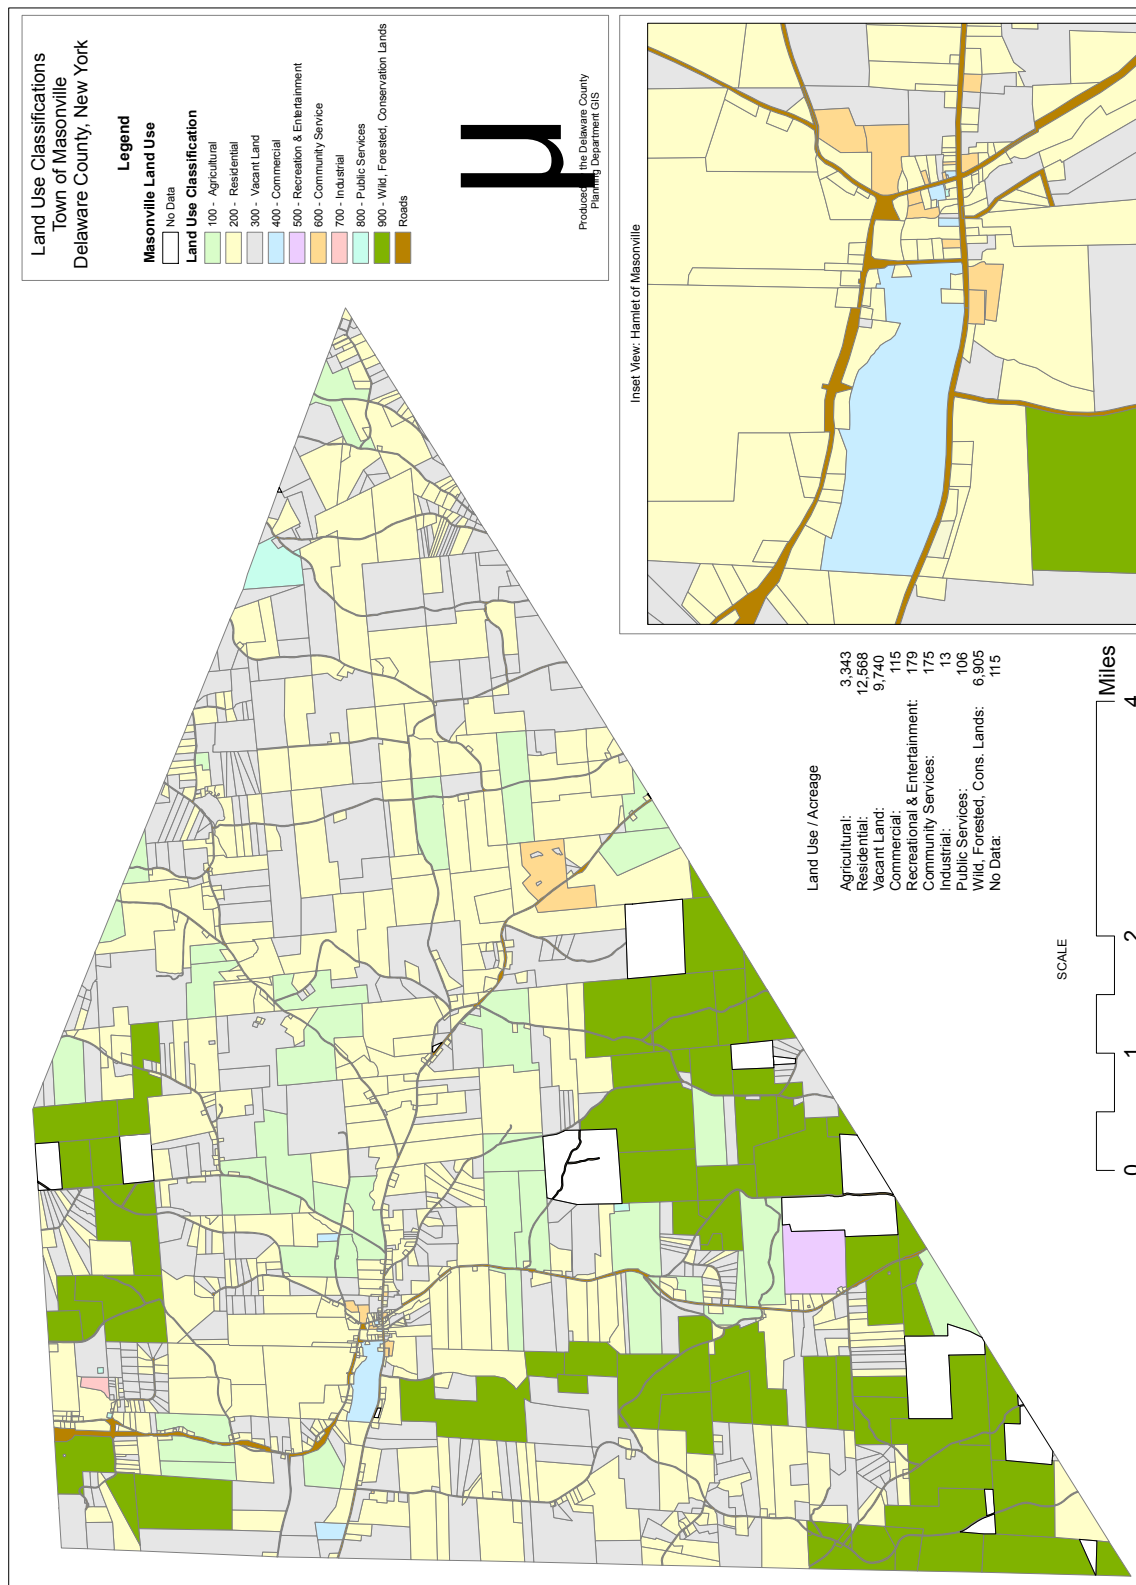 Land Use Classifications
Town of Masonville
Delaware County, New York
Legend
Masonville Land Use
No Data
Land Use Classification
100 - Agricultural
200 - Residential
300 - Vacant Land
400 - Commercial
500 - Recreation & Entertainment
600 - Community Service
700 - Industrial
800 - Public Services
900 - Wild, Forested, Conservation Lands
Roads
μ
Produced by the Delaware County
Planning Department GIS
Inset View: Hamlet of Masonville
Land Use / Acreage
Agricultural: 3,343
Residential: 12,568
Vacant Land: 9,740
Commercial: 115
Recreational & Entertainment: 179
Community Services: 175
Industrial: 13
Public Services: 106
Wild, Forested, Cons. Lands: 6,905
No Data: 115
SCALE
0 1 2 4
Miles